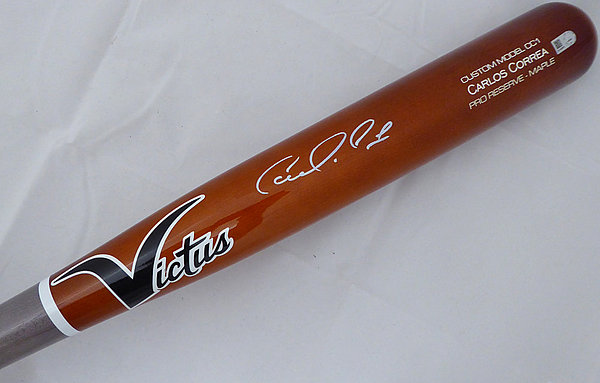 CUSTOM MODEL CC1
CARLOS CORREA
PRO RESERVE - MAPLE
Victus